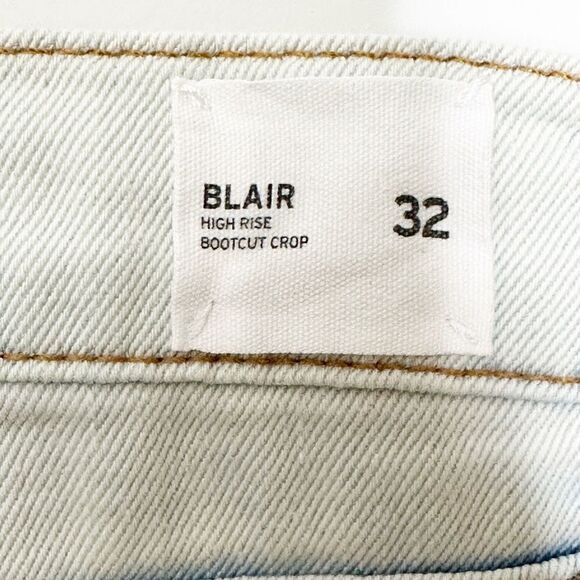 BLAIR
HIGH RISE
BOOTCUT CROP
32